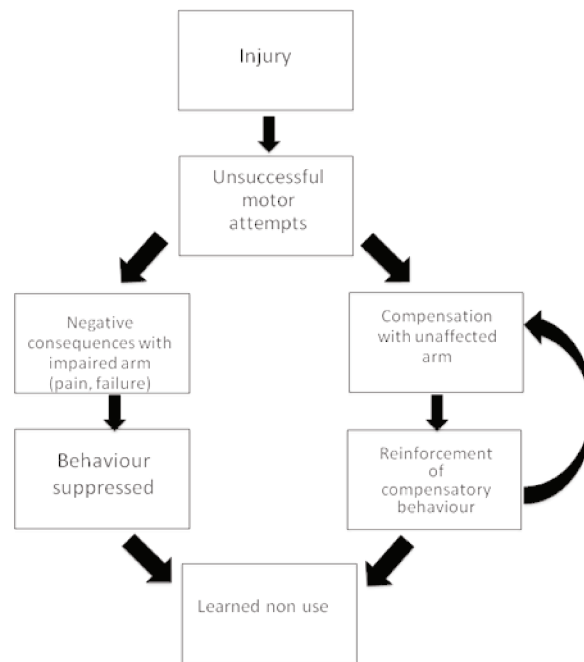 Injury
Unsuccessful
motor
attempts
Negative
consequences with
impaired arm
(pain, failure)
Compensation
with unaffected
arm
Behaviour
suppressed
Reinforcement
of
compensatory
behaviour
Learned non use